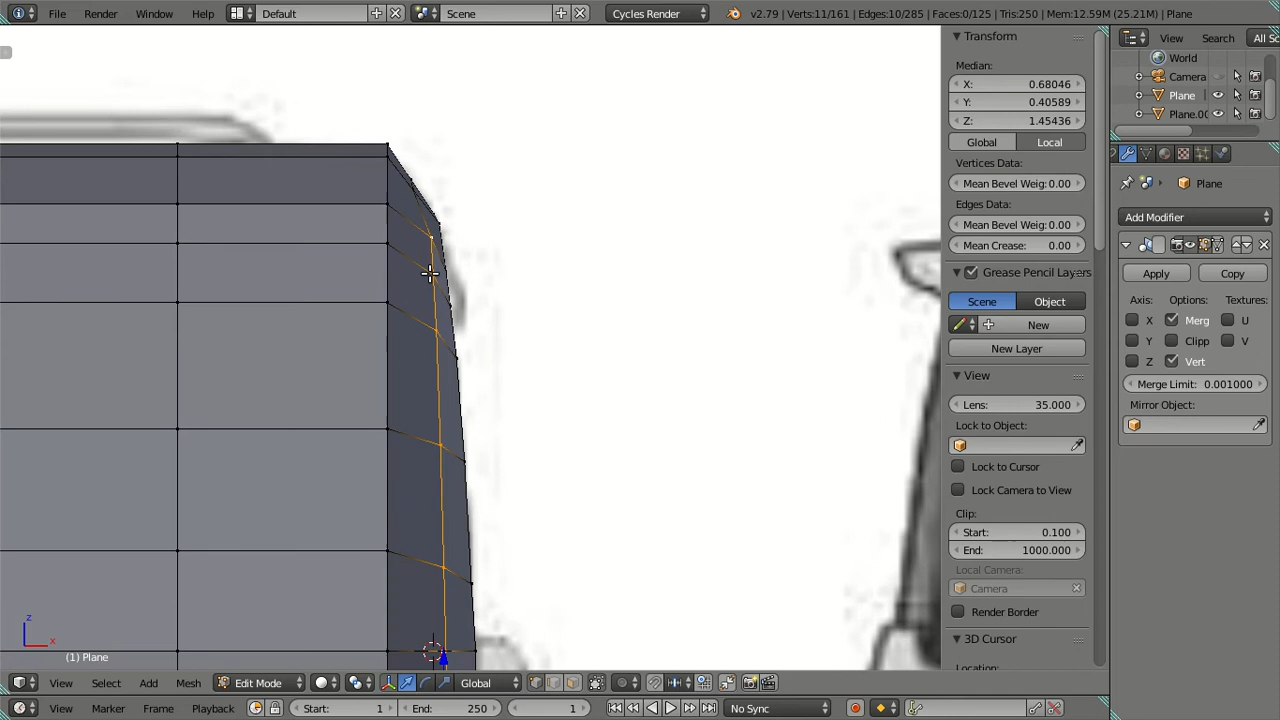 File Render Window Help Default Scene Cycles Render v2.79 | Verts:11/161 | Edges:10/285 | Faces:0/125 | Tris:250 | Mem:12.59M (25.21M) | Plane
Transform
Median:
X: 0.68046
Y: 0.40589
Z: 1.45436
Global Local
Vertices Data:
Mean Bevel Weig: 0.00
Edges Data:
Mean Bevel Weig: 0.00
Mean Crease: 0.00
Grease Pencil Layers
Scene Object
New
New Layer
View
Lens: 35.000
Lock to Object:
Lock to Cursor
Lock Camera to View
Clip:
Start: 0.100
End: 1000.000
Local Camera:
Camera
Render Border
3D Cursor
Location:
View Search All Sc
World
Camera
Plane
Plane.00
Plane
Add Modifier
Apply Copy
Axis: Options: Textures:
X Merg U
Y Clipp V
Z Vert
Merge Limit: 0.001000
Mirror Object:
z
x
(1) Plane
View Select Add Mesh Edit Mode Global
View Marker Frame Playback Start: 1 End: 250 1 No Sync